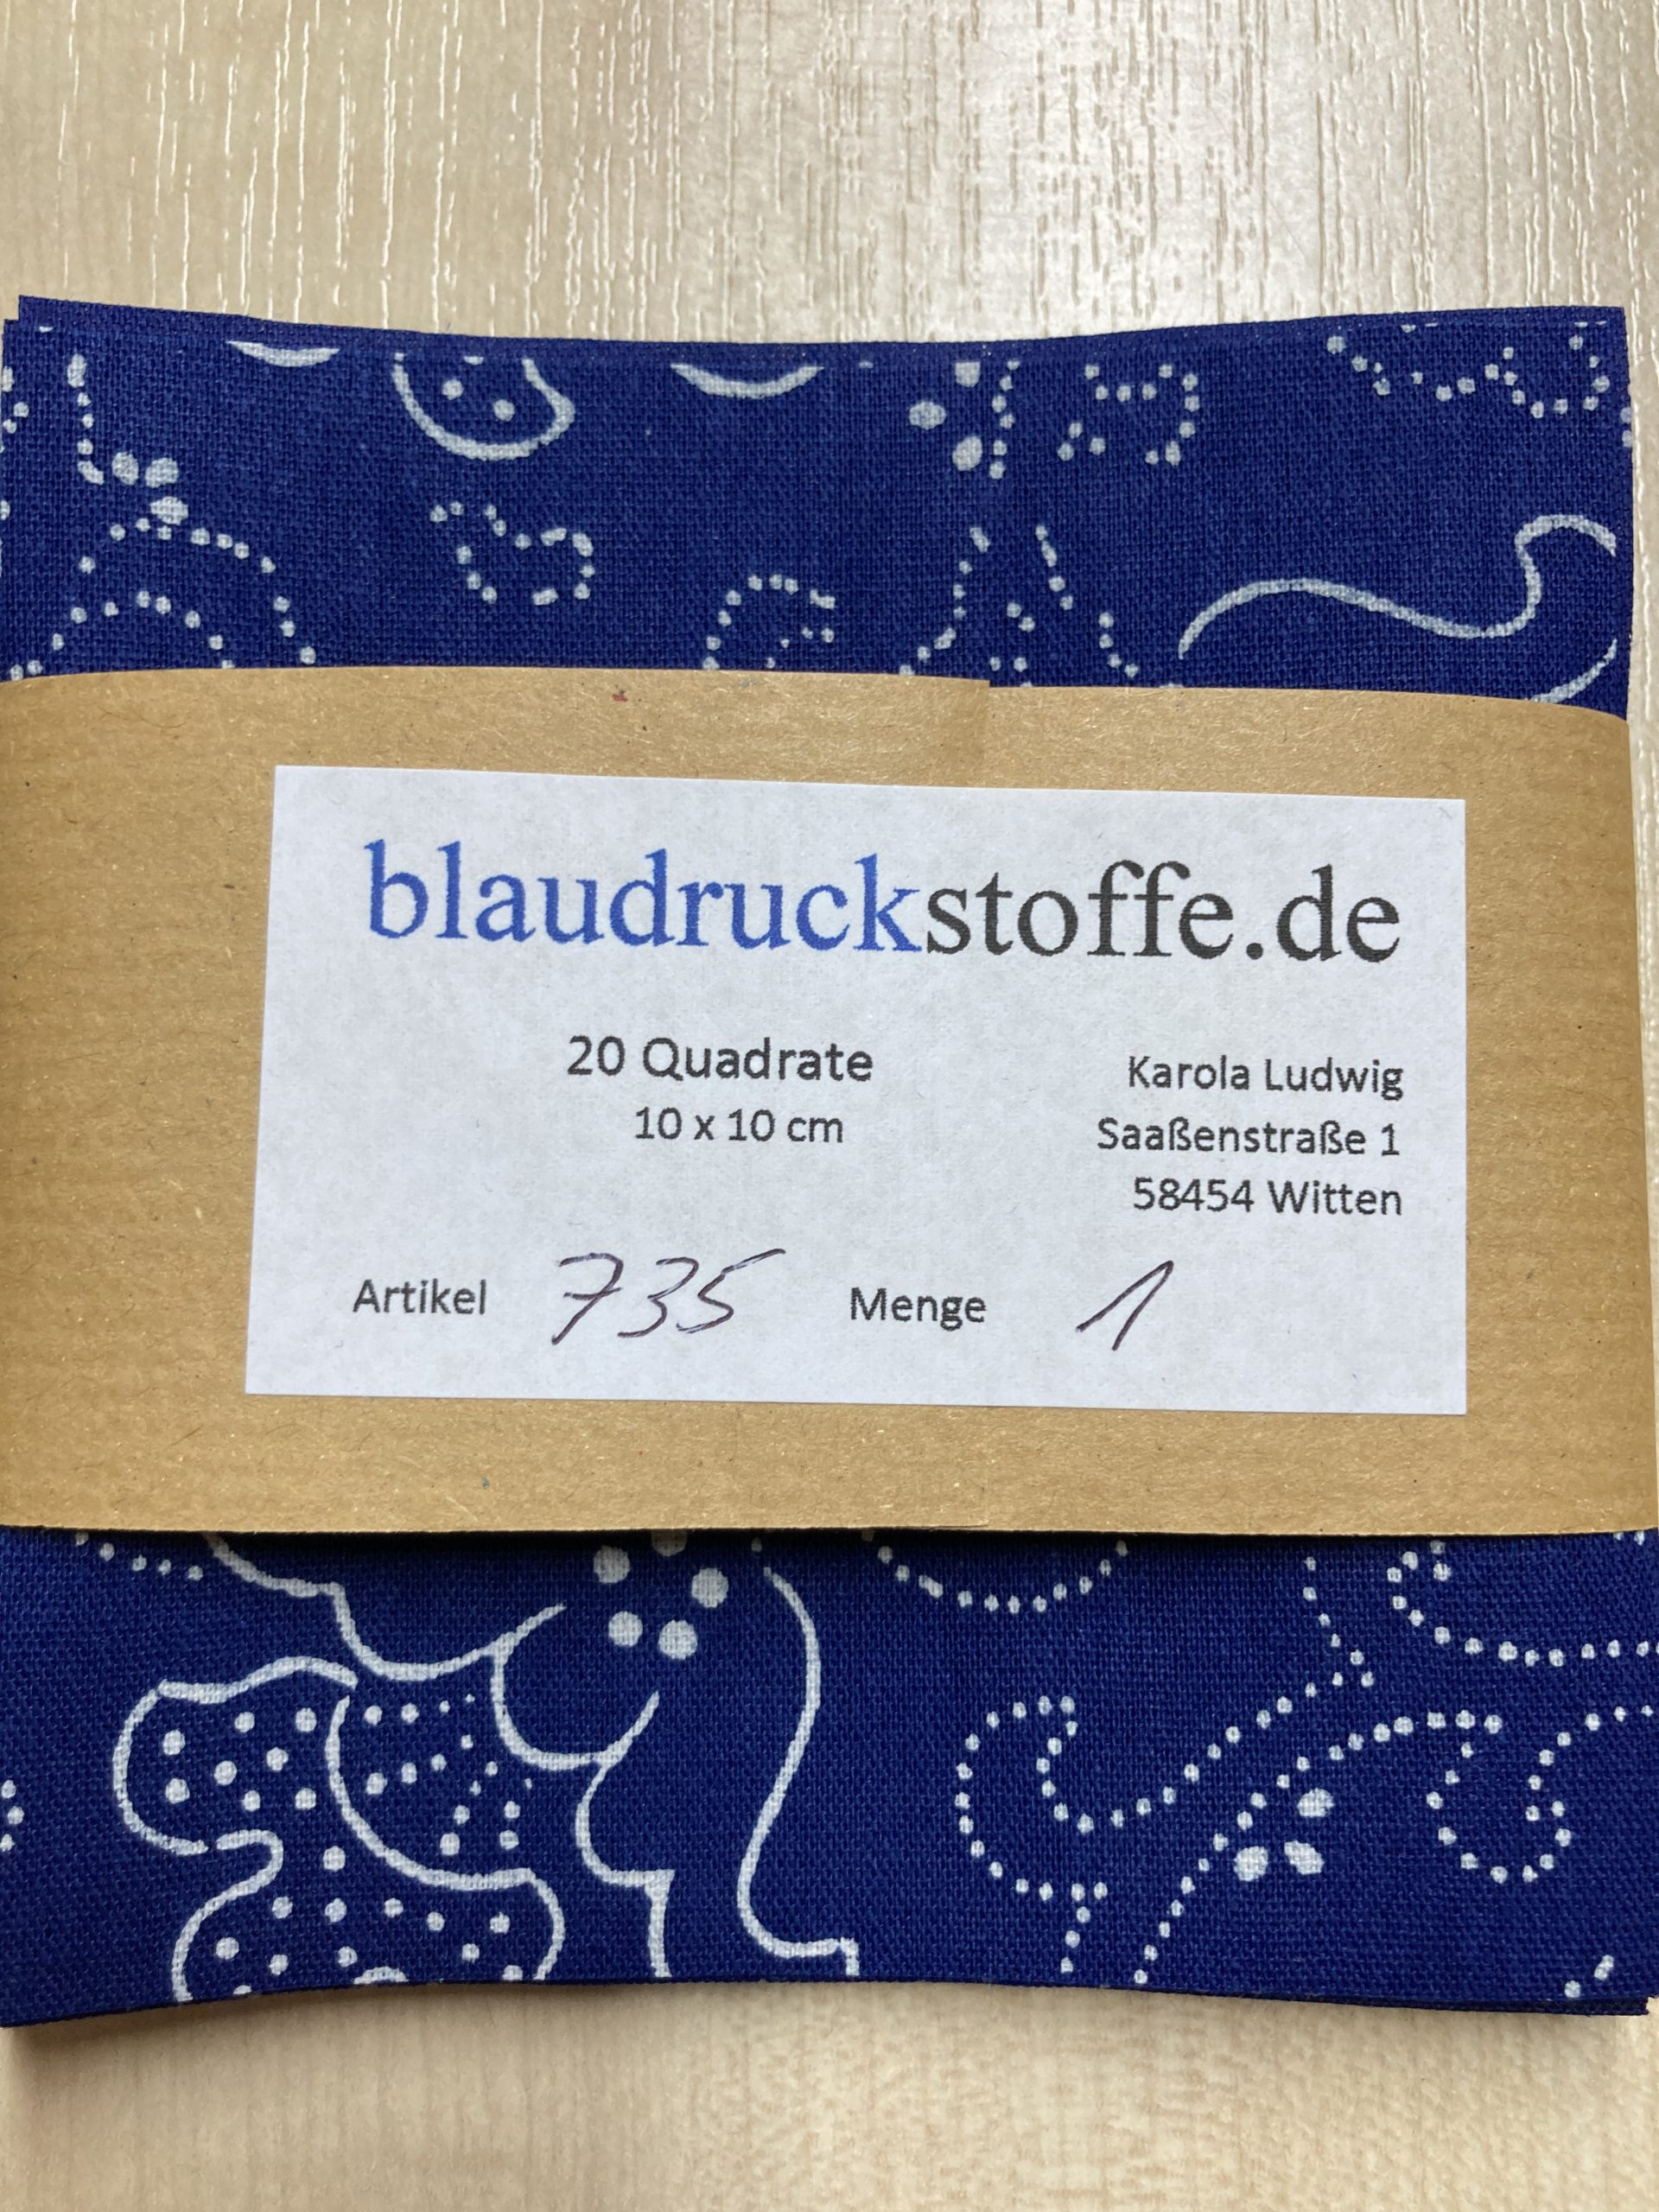 blaudruckstoffe.de
20 Quadrate
10 x 10 cm
Karola Ludwig
Saaßenstraße 1
58454 Witten
Artikel 735 Menge 1